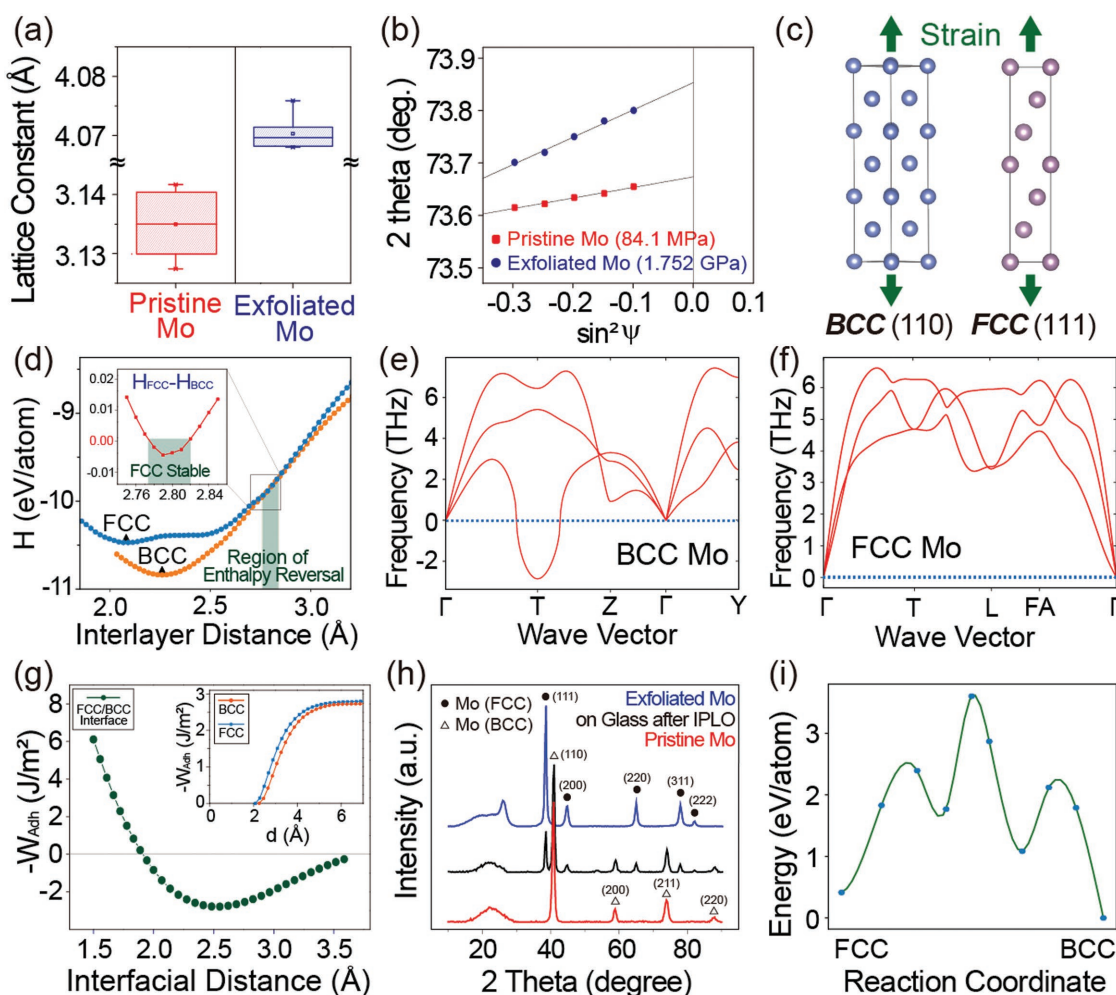 (a)
Lattice Constant (Å)
4.08
4.07
3.14
3.13
Pristine
Mo
Exfoliated
Mo
(b)
2 theta (deg.)
73.9
73.8
73.7
73.6
73.5
Pristine Mo (84.1 MPa)
Exfoliated Mo (1.752 GPa)
-0.3 -0.2 -0.1 0.0 0.1
sin² ψ
(c)
Strain
BCC (110) FCC (111)
(d)
H (eV/atom)
-9
-10
-11
0.02
0.01
0.00
-0.01
HFCC-HBCC
FCC Stable
2.76 2.80 2.84
FCC
BCC
Region of
Enthalpy Reversal
2.0 2.5 3.0
Interlayer Distance (Å)
(e)
Frequency (THz)
6
4
2
0
-2
BCC Mo
Γ T Z Γ Y
Wave Vector
(f)
Frequency (THz)
6
5
4
3
2
1
0
FCC Mo
Γ T L FA Γ
Wave Vector
(g)
-WAdh (J/m²)
8
6
4
2
0
-2
FCC/BCC
Interface
-WAdh (J/m²)
3
2
1
0
BCC
FCC
0 2 4 6
d (Å)
1.5 2.0 2.5 3.0 3.5
Interfacial Distance (Å)
(h)
Intensity (a.u.)
Mo (FCC)
Mo (BCC)
Exfoliated Mo
on Glass after IPLO
Pristine Mo
(111)
(110)
(200)
(220)
(311)
(222)
(200)
(211)
(220)
20 40 60 80
2 Theta (degree)
(i)
Energy (eV/atom)
3
2
1
0
FCC BCC
Reaction Coordinate